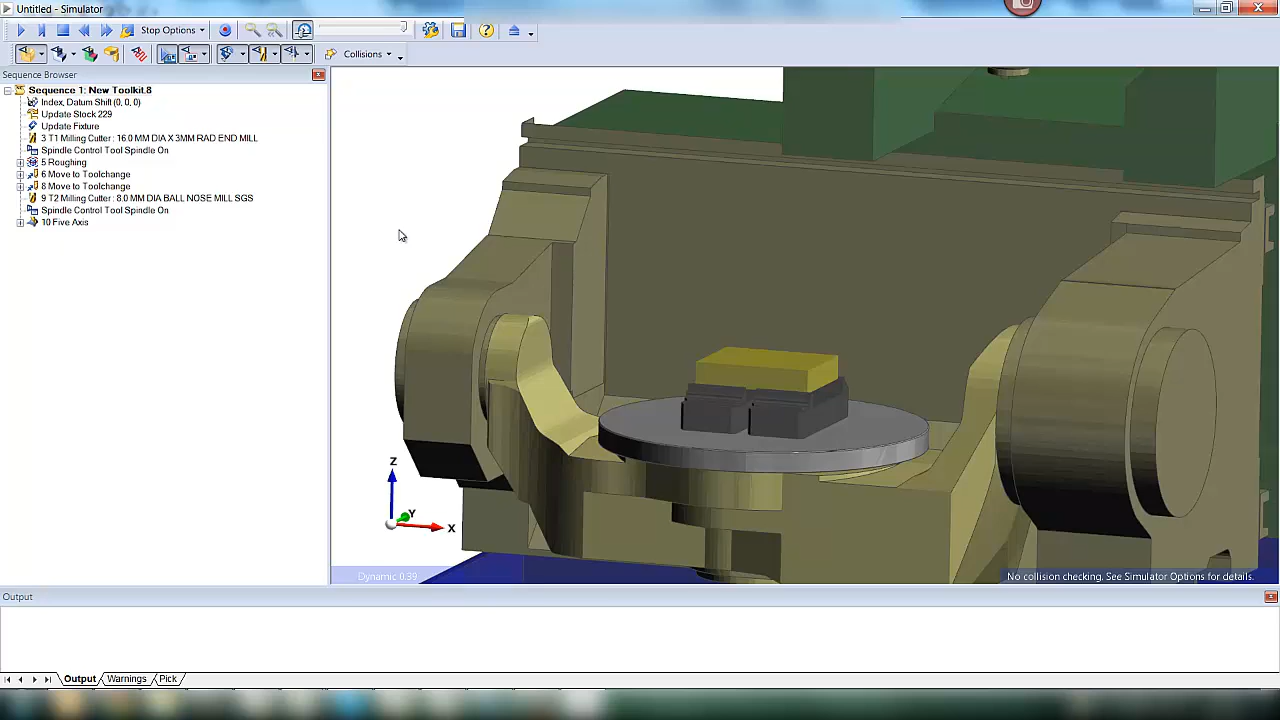 Untitled - Simulator
Stop Options
Collisions
Sequence Browser
Sequence 1: New Toolkit.8
Index, Datum Shift (0, 0, 0)
Update Stock 229
Update Fixture
3 T1 Milling Cutter : 16.0 MM DIA X 3MM RAD END MILL
Spindle Control Tool Spindle On
5 Roughing
6 Move to Toolchange
8 Move to Toolchange
9 T2 Milling Cutter : 8.0 MM DIA BALL NOSE MILL SGS
Spindle Control Tool Spindle On
10 Five Axis
Z
Y
X
Dynamic 0.39
No collision checking. See Simulator Options for details.
Output
Output Warnings Pick